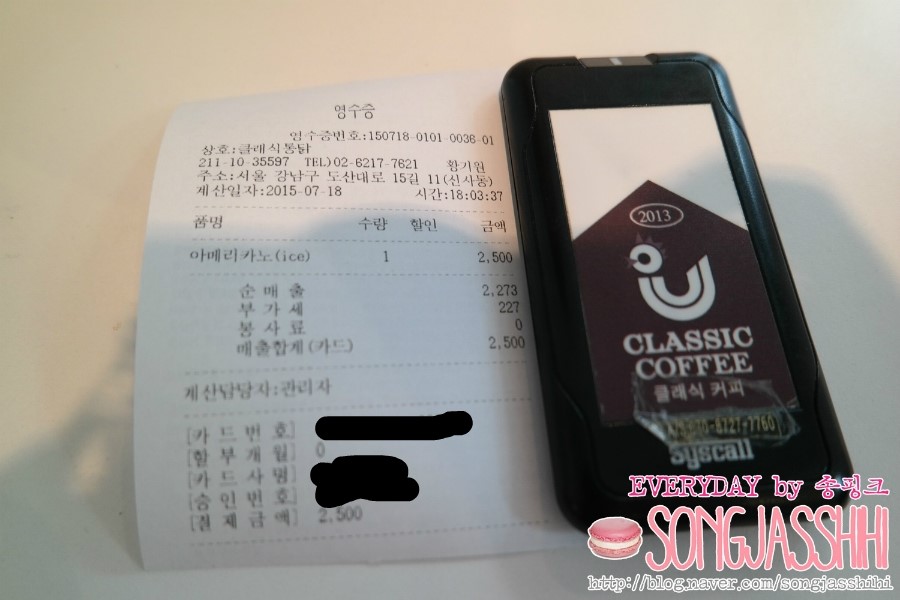 영수증
영수증번호:150718-0101-0036-01
상호:클래식통닭
211-10-35597 TEL)02-6217-7621 황기원
주소:서울 강남구 도산대로 15길 11(신사동)
계산일자:2015-07-18 시간:18:03:37
품명 수량 할인 금액
아메리카노(ice) 1 2,500
순 매 출 2,273
부 가 세 227
봉 사 료 0
매출합계(카드) 2,500
계산담당자:관리자
[카 드 번 호]
[할 부 개 월] 0
[카 드 사 명]
[승 인 번 호]
[결 제 금 액] 2,500
2013
CLASSIC
COFFEE
클래식 커피
-8727-7760
Syscall
EVERYDAY by 송핑크
SONGJASSHIHI
http://blog.naver.com/songjasshihi